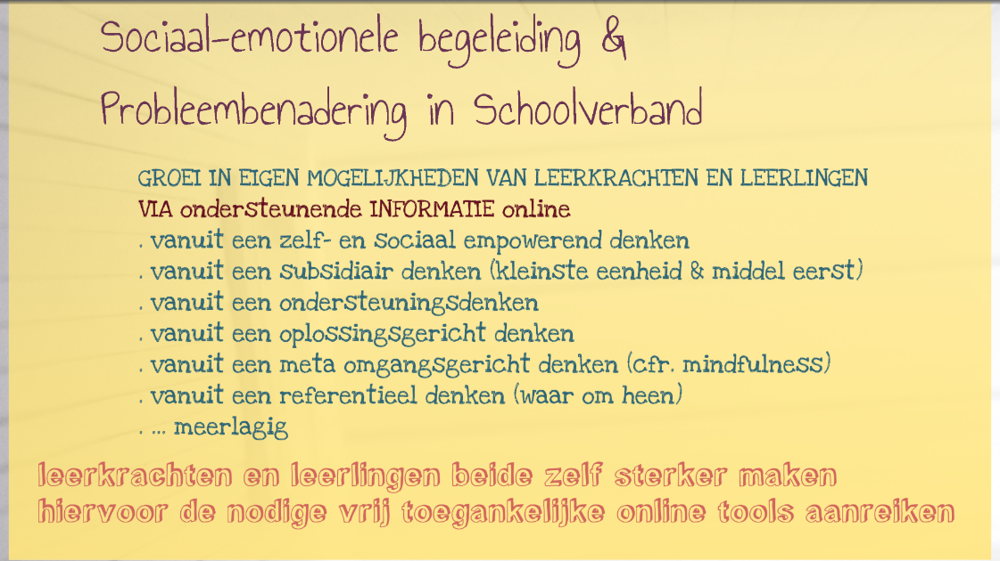 Sociaal-emotionele begeleiding &
Probleembenadering in Schoolverband
GROEI IN EIGEN MOGELIJKHEDEN VAN LEERKRACHTEN EN LEERLINGEN
VIA ondersteunende INFORMATIE online
. vanuit een zelf- en sociaal empowerend denken
. vanuit een subsidiair denken (kleinste eenheid & middel eerst)
. vanuit een ondersteuningsdenken
. vanuit een oplossingsgericht denken
. vanuit een meta omgangsgericht denken (cfr. mindfulness)
. vanuit een referentieel denken (waar om heen)
. ... meerlagig
leerkrachten en leerlingen beide zelf sterker maken
hiervoor de nodige vrij toegankelijke online tools aanreiken